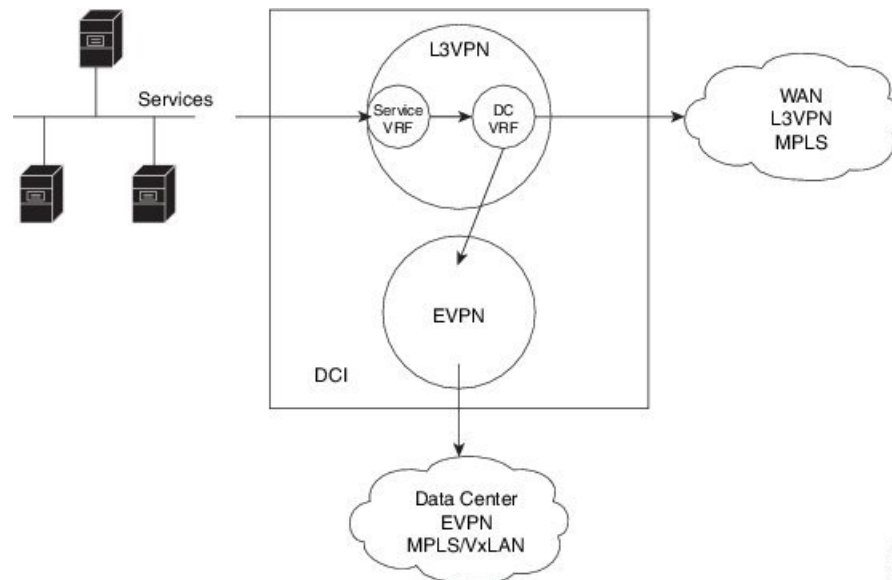 L3VPN
Services
Service
VRF
DC
VRF
WAN
L3VPN
MPLS
EVPN
DCI
Data Center
EVPN
MPLS/VxLAN